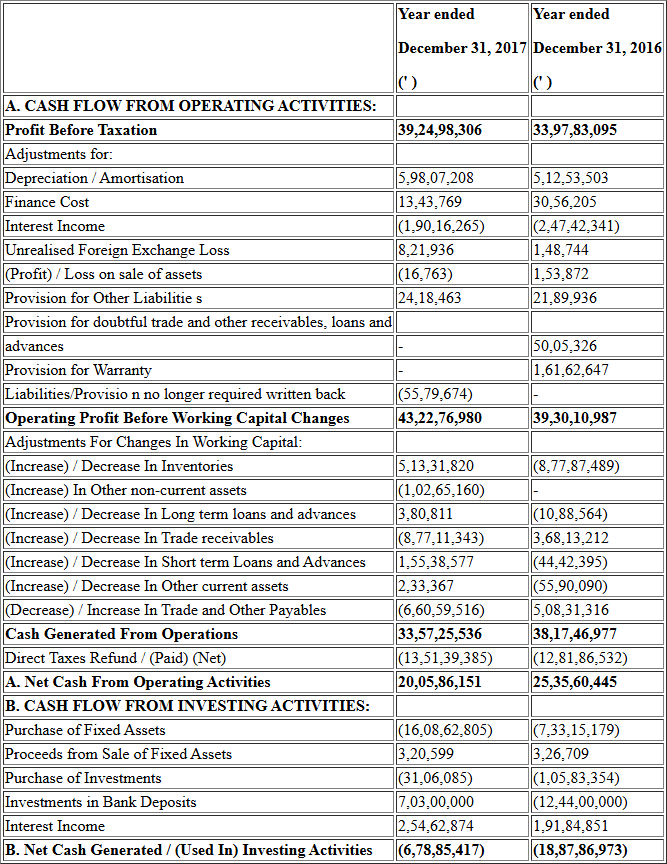 Year ended Year ended
December 31, 2017 December 31, 2016
(' ) (' )
A. CASH FLOW FROM OPERATING ACTIVITIES:
Profit Before Taxation 39,24,98,306 33,97,83,095
Adjustments for:
Depreciation / Amortisation 5,98,07,208 5,12,53,503
Finance Cost 13,43,769 30,56,205
Interest Income (1,90,16,265) (2,47,42,341)
Unrealised Foreign Exchange Loss 8,21,936 1,48,744
(Profit) / Loss on sale of assets (16,763) 1,53,872
Provision for Other Liabilitie s 24,18,463 21,89,936
Provision for doubtful trade and other receivables, loans and
advances - 50,05,326
Provision for Warranty - 1,61,62,647
Liabilities/Provisio n no longer required written back (55,79,674) -
Operating Profit Before Working Capital Changes 43,22,76,980 39,30,10,987
Adjustments For Changes In Working Capital:
(Increase) / Decrease In Inventories 5,13,31,820 (8,77,87,489)
(Increase) In Other non-current assets (1,02,65,160) -
(Increase) / Decrease In Long term loans and advances 3,80,811 (10,88,564)
(Increase) / Decrease In Trade receivables (8,77,11,343) 3,68,13,212
(Increase) / Decrease In Short term Loans and Advances 1,55,38,577 (44,42,395)
(Increase) / Decrease In Other current assets 2,33,367 (55,90,090)
(Decrease) / Increase In Trade and Other Payables (6,60,59,516) 5,08,31,316
Cash Generated From Operations 33,57,25,536 38,17,46,977
Direct Taxes Refund / (Paid) (Net) (13,51,39,385) (12,81,86,532)
A. Net Cash From Operating Activities 20,05,86,151 25,35,60,445
B. CASH FLOW FROM INVESTING ACTIVITIES:
Purchase of Fixed Assets (16,08,62,805) (7,33,15,179)
Proceeds from Sale of Fixed Assets 3,20,599 3,26,709
Purchase of Investments (31,06,085) (1,05,83,354)
Investments in Bank Deposits 7,03,00,000 (12,44,00,000)
Interest Income 2,54,62,874 1,91,84,851
B. Net Cash Generated / (Used In) Investing Activities (6,78,85,417) (18,87,86,973)